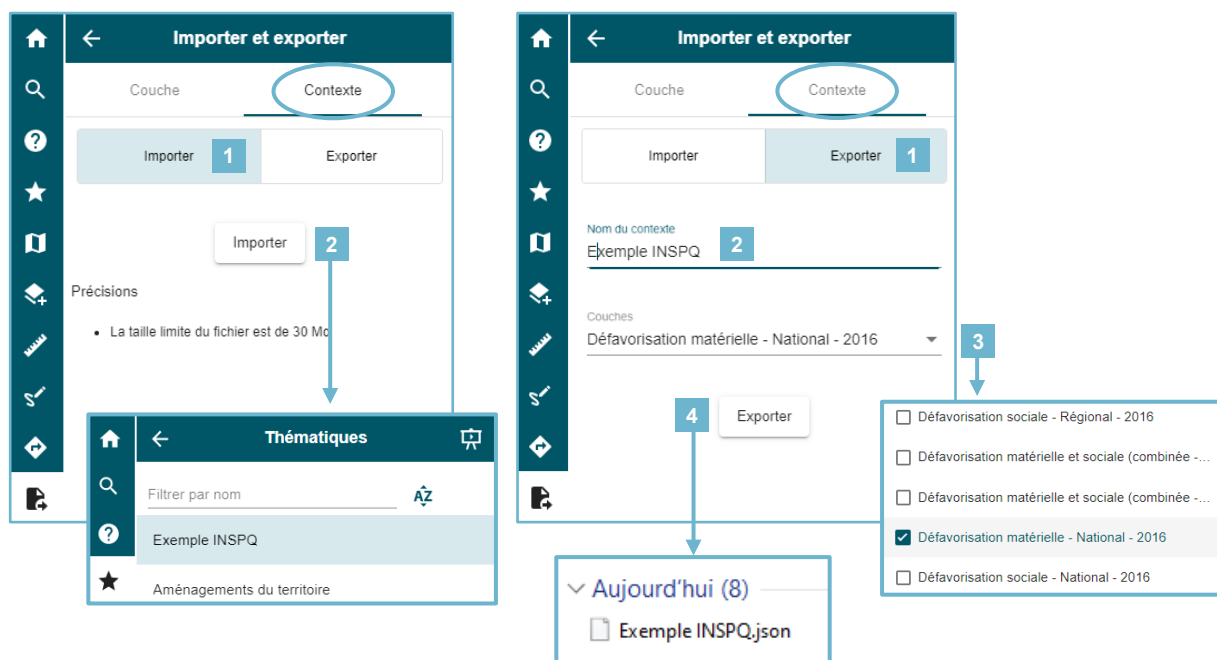 Importer et exporter
Couche
Contexte
Importer
1
Exporter
Importer
2
Précisions
La taille limite du fichier est de 30 Mo
Thématiques
Filtrer par nom
AZ
Exemple INSPQ
Aménagements du territoire
Importer et exporter
Couche
Contexte
Importer
Exporter
1
Nom du contexte
Exemple INSPQ
2
Couches
Défavorisation matérielle - National - 2016
3
4
Exporter
Défavorisation sociale - Régional - 2016
Défavorisation matérielle et sociale (combinée -...
Défavorisation matérielle et sociale (combinée -...
Défavorisation matérielle - National - 2016
Défavorisation sociale - National - 2016
Aujourd'hui (8)
Exemple INSPQ.json